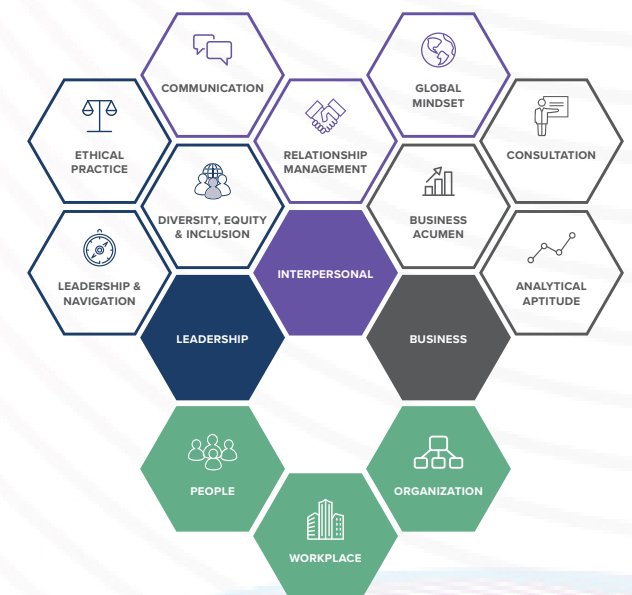 COMMUNICATION
GLOBAL
MINDSET
ETHICAL
PRACTICE
RELATIONSHIP
MANAGEMENT
CONSULTATION
DIVERSITY, EQUITY
& INCLUSION
BUSINESS
ACUMEN
LEADERSHIP &
NAVIGATION
INTERPERSONAL
ANALYTICAL
APTITUDE
LEADERSHIP
BUSINESS
PEOPLE
ORGANIZATION
WORKPLACE